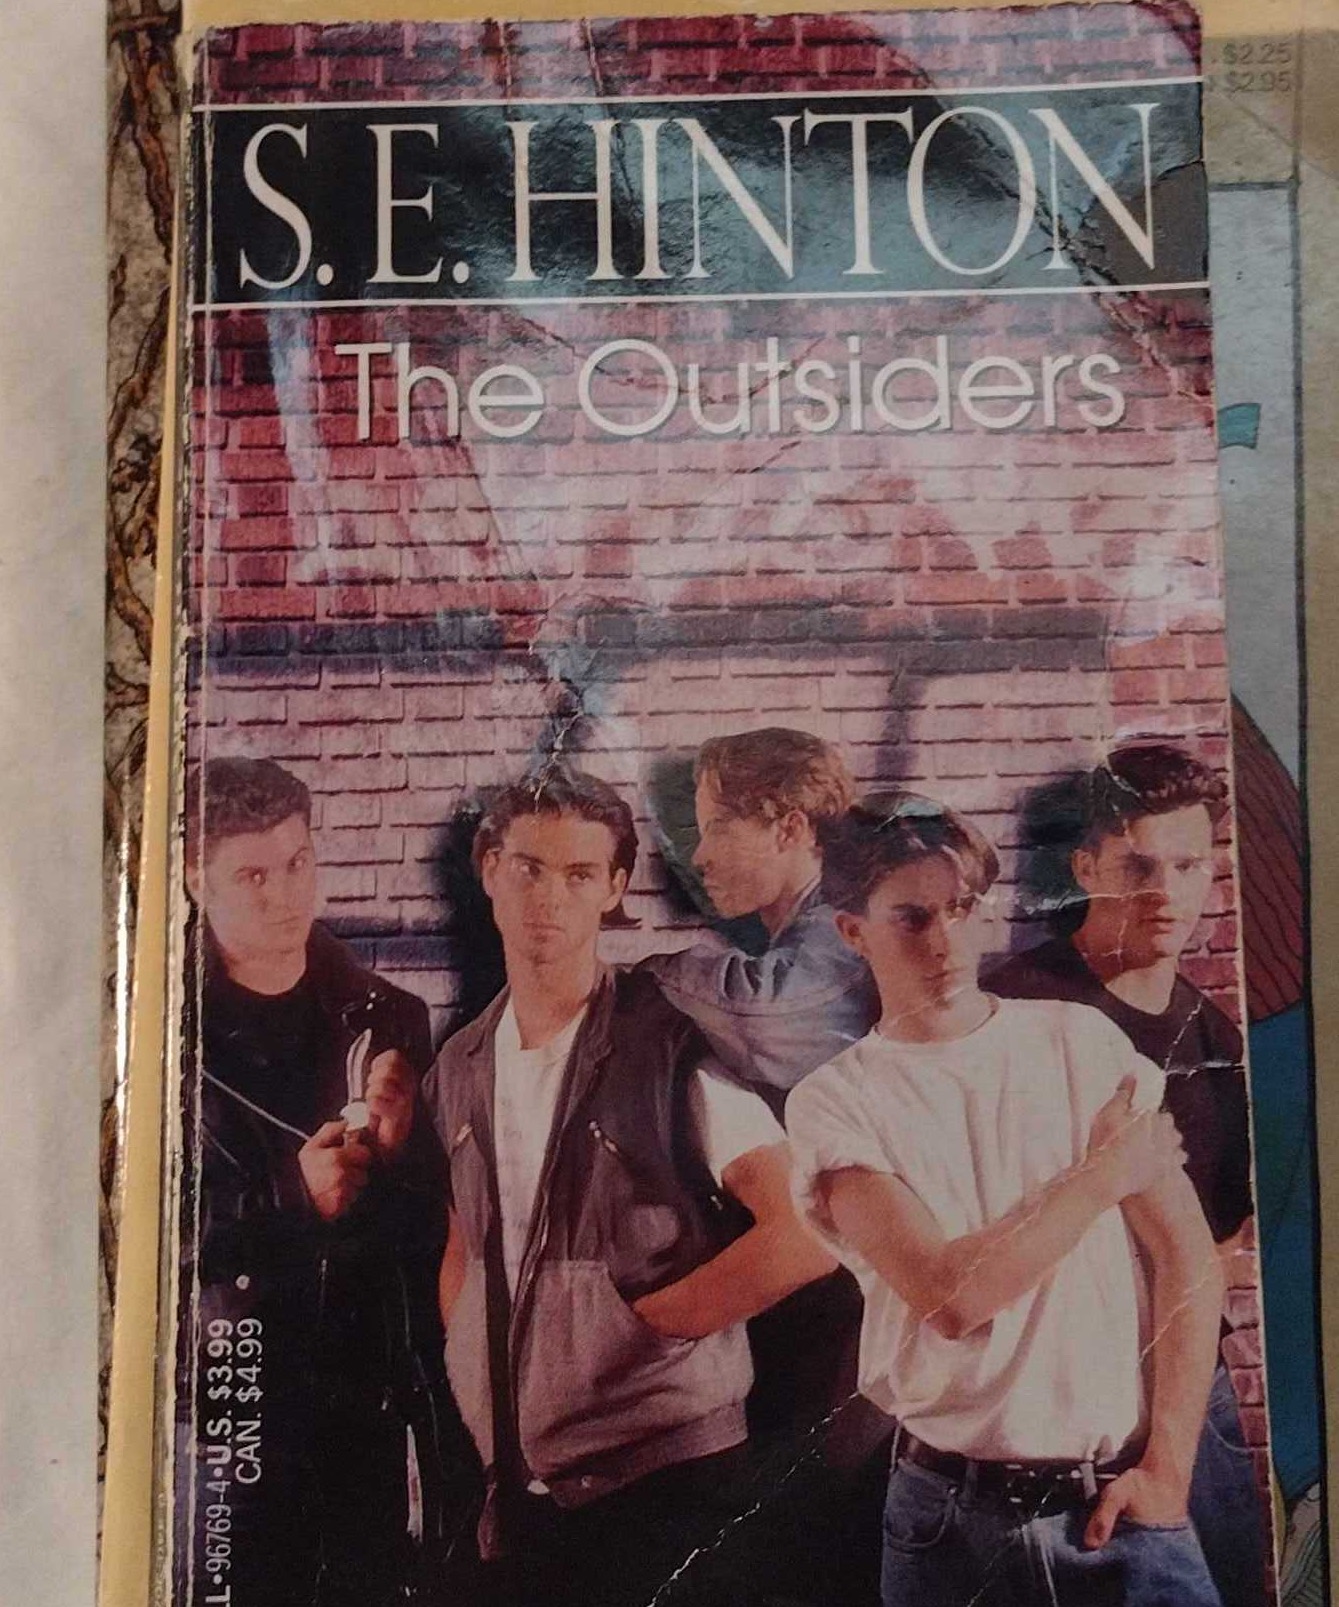 $2.25
$2.95
S. E. HINTON
The Outsiders
96769-4•U.S. $3.99
CAN. $4.99